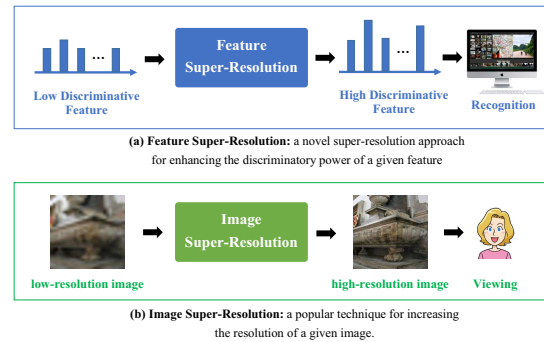 Feature
Super-Resolution
...
...
Low Discriminative
Feature
High Discriminative
Feature
Recognition
(a) Feature Super-Resolution: a novel super-resolution approach
for enhancing the discriminatory power of a given feature
Image
Super-Resolution
low-resolution image
high-resolution image
Viewing
(b) Image Super-Resolution: a popular technique for increasing
the resolution of a given image.